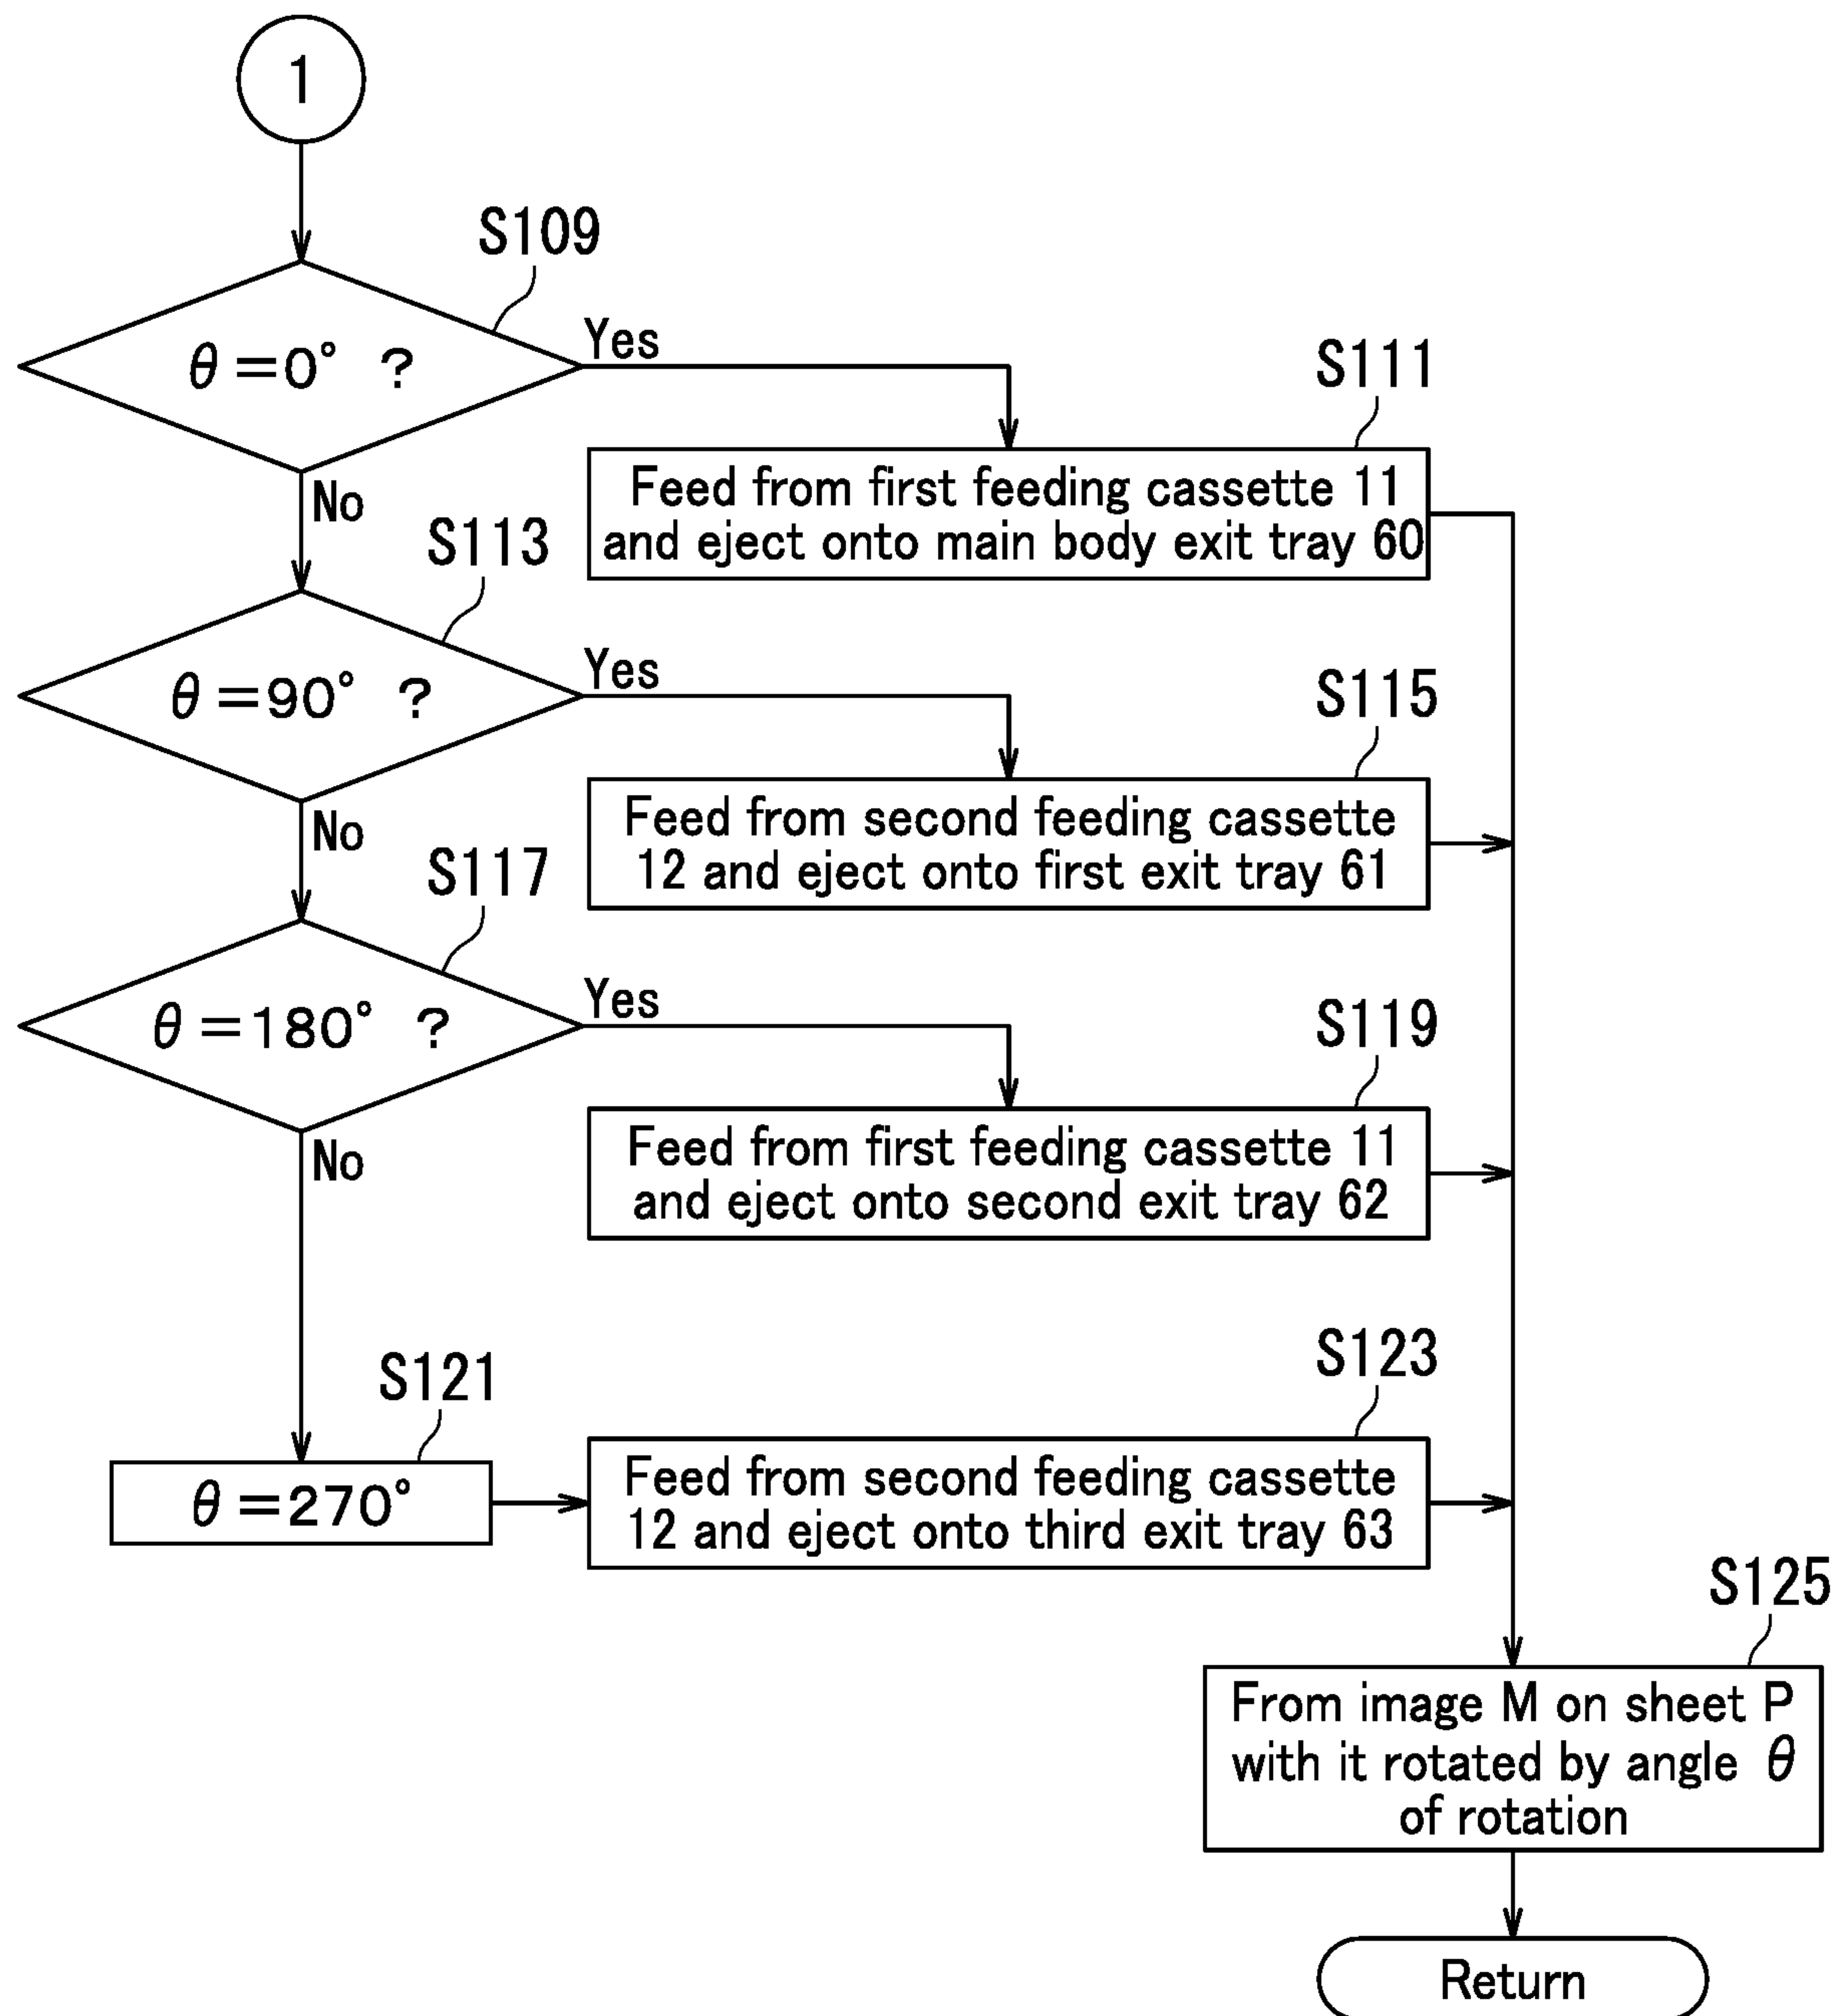 1
S109
θ=0° ?
Yes
No
S111
Feed from first feeding cassette 11
and eject onto main body exit tray 60
S113
θ=90° ?
Yes
No
S115
Feed from second feeding cassette
12 and eject onto first exit tray 61
S117
θ=180° ?
Yes
No
S119
Feed from first feeding cassette 11
and eject onto second exit tray 62
S121
θ=270°
S123
Feed from second feeding cassette
12 and eject onto third exit tray 63
S125
From image M on sheet P
with it rotated by angle θ
of rotation
Return